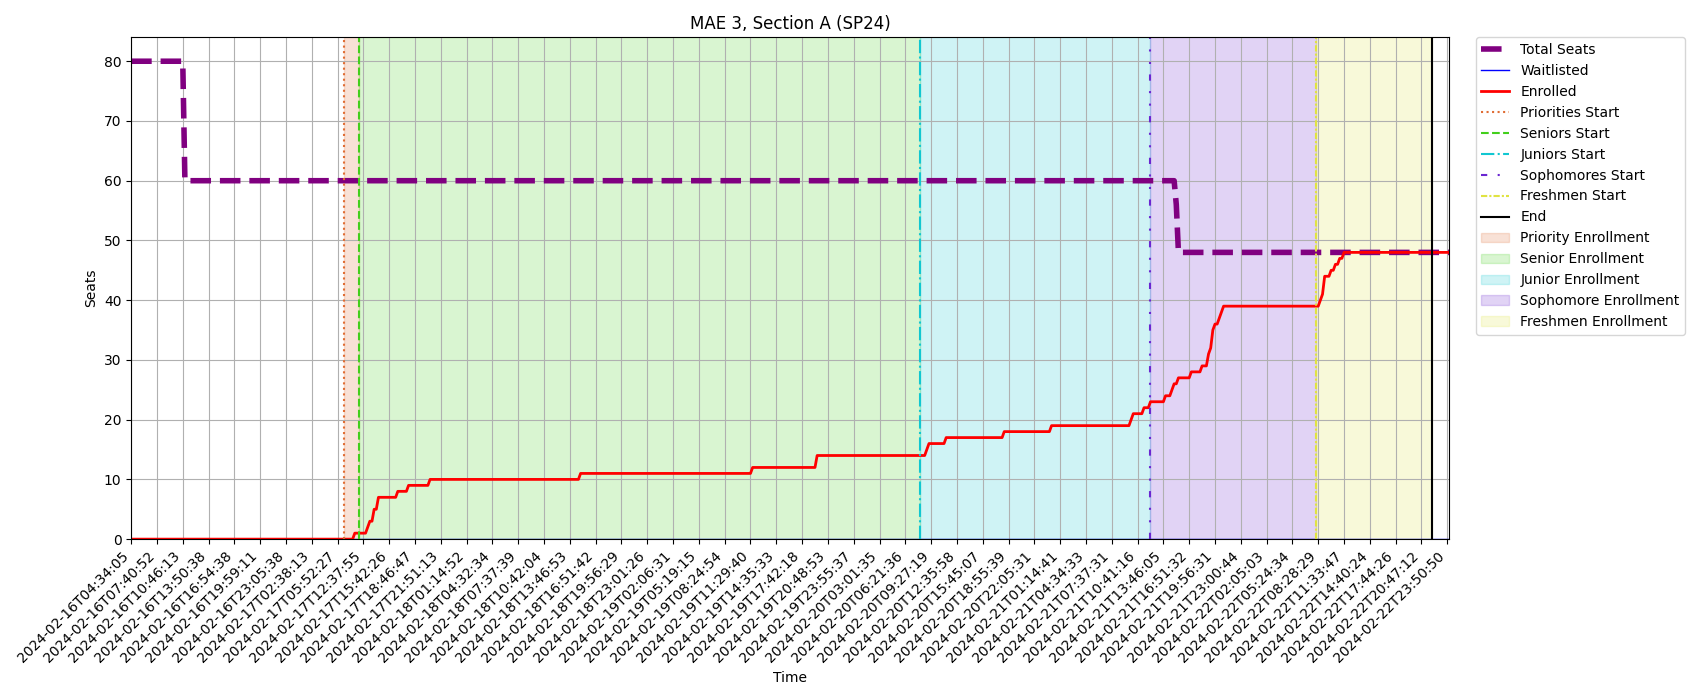 MAE 3, Section A (SP24)
Seats
80
70
60
50
40
30
20
10
0
2024-02-16T04:34:05
2024-02-16T07:40:52
2024-02-16T10:46:13
2024-02-16T13:50:38
2024-02-16T16:54:38
2024-02-16T19:59:11
2024-02-16T23:05:38
2024-02-17T02:38:13
2024-02-17T05:52:27
2024-02-17T12:37:55
2024-02-17T15:42:26
2024-02-17T18:46:47
2024-02-17T21:51:13
2024-02-18T01:14:52
2024-02-18T04:32:34
2024-02-18T07:37:39
2024-02-18T10:42:04
2024-02-18T13:46:53
2024-02-18T16:51:42
2024-02-18T19:56:29
2024-02-18T23:01:26
2024-02-19T02:06:31
2024-02-19T05:19:15
2024-02-19T08:24:54
2024-02-19T11:29:40
2024-02-19T14:35:33
2024-02-19T17:42:18
2024-02-19T20:48:53
2024-02-19T23:55:37
2024-02-20T03:01:35
2024-02-20T06:21:36
2024-02-20T09:27:19
2024-02-20T12:35:58
2024-02-20T15:45:07
2024-02-20T18:55:39
2024-02-20T22:05:31
2024-02-21T01:14:41
2024-02-21T04:34:33
2024-02-21T07:37:31
2024-02-21T10:41:16
2024-02-21T13:46:05
2024-02-21T16:51:32
2024-02-21T19:56:31
2024-02-21T23:00:44
2024-02-22T02:05:03
2024-02-22T05:24:34
2024-02-22T08:28:29
2024-02-22T11:33:47
2024-02-22T14:40:24
2024-02-22T17:44:26
2024-02-22T20:47:12
2024-02-22T23:50:50
Time
Total Seats
Waitlisted
Enrolled
Priorities Start
Seniors Start
Juniors Start
Sophomores Start
Freshmen Start
End
Priority Enrollment
Senior Enrollment
Junior Enrollment
Sophomore Enrollment
Freshmen Enrollment